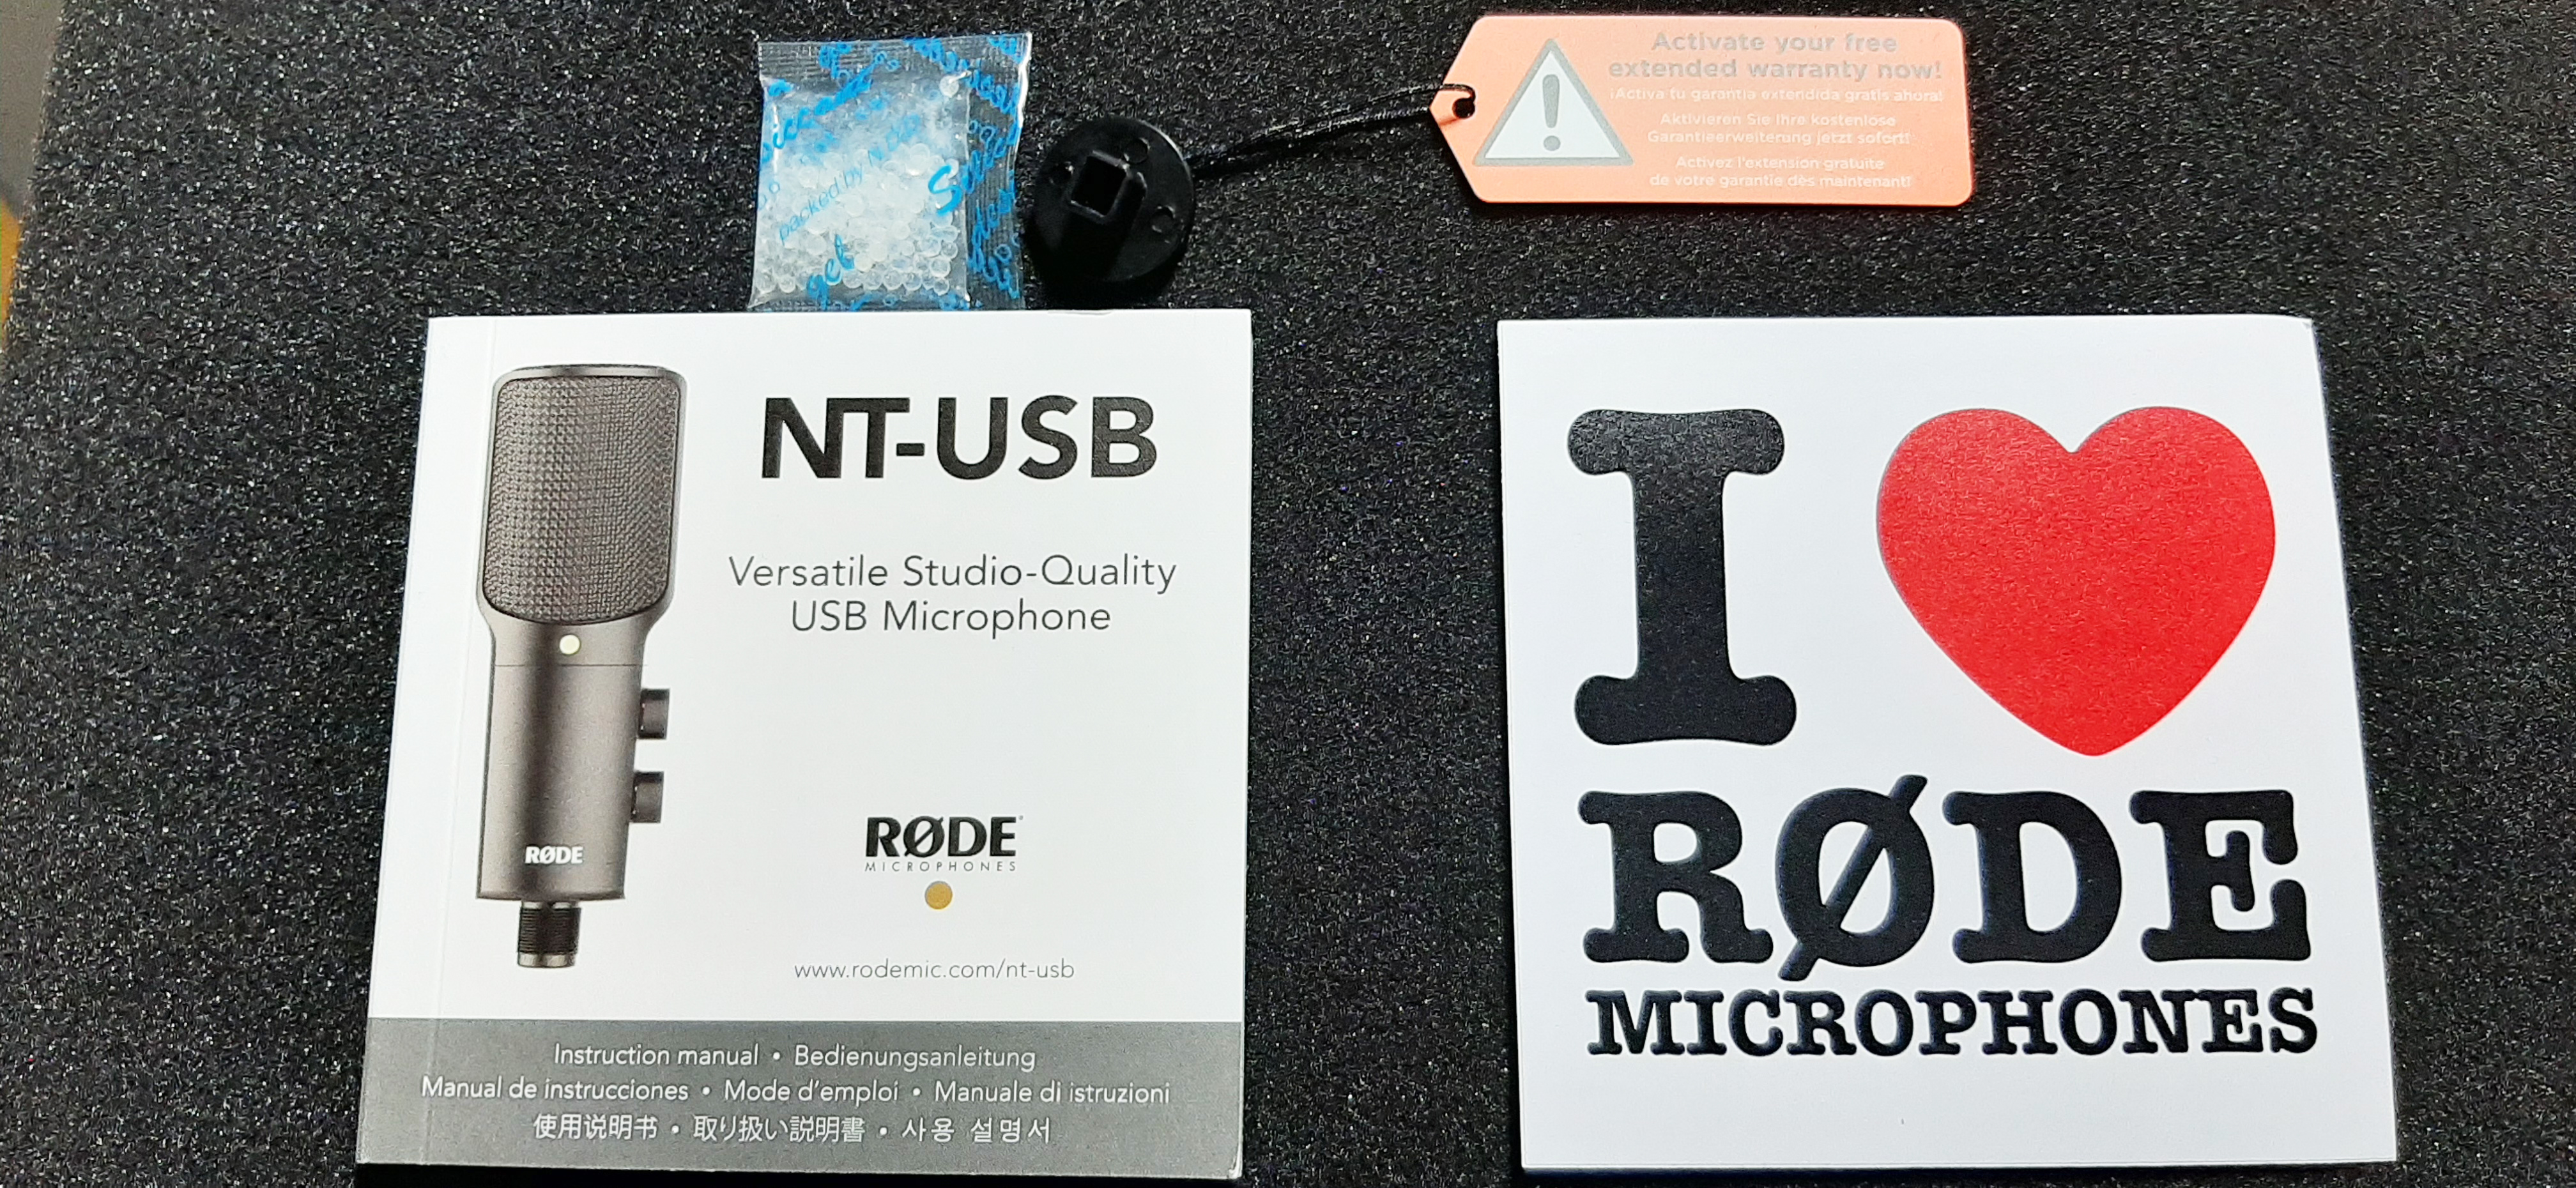 Activate your free
extended warranty now!
¡Activa tu garantía extendida gratis ahora!
Aktivieren Sie Ihre kostenlose
Garantieerweiterung jetzt sofort!
Activez l'extension gratuite
de votre garantie dès maintenant!
packed by
gel
NT-USB
Versatile Studio-Quality
USB Microphone
RØDE
RØDE
MICROPHONES
www.rodemic.com/nt-usb
Instruction manual • Bedienungsanleitung
Manual de instrucciones • Mode d'emploi • Manuale di istruzioni
使用说明书 • 取り扱い説明書 • 사용 설명서
I
RØDE
MICROPHONES